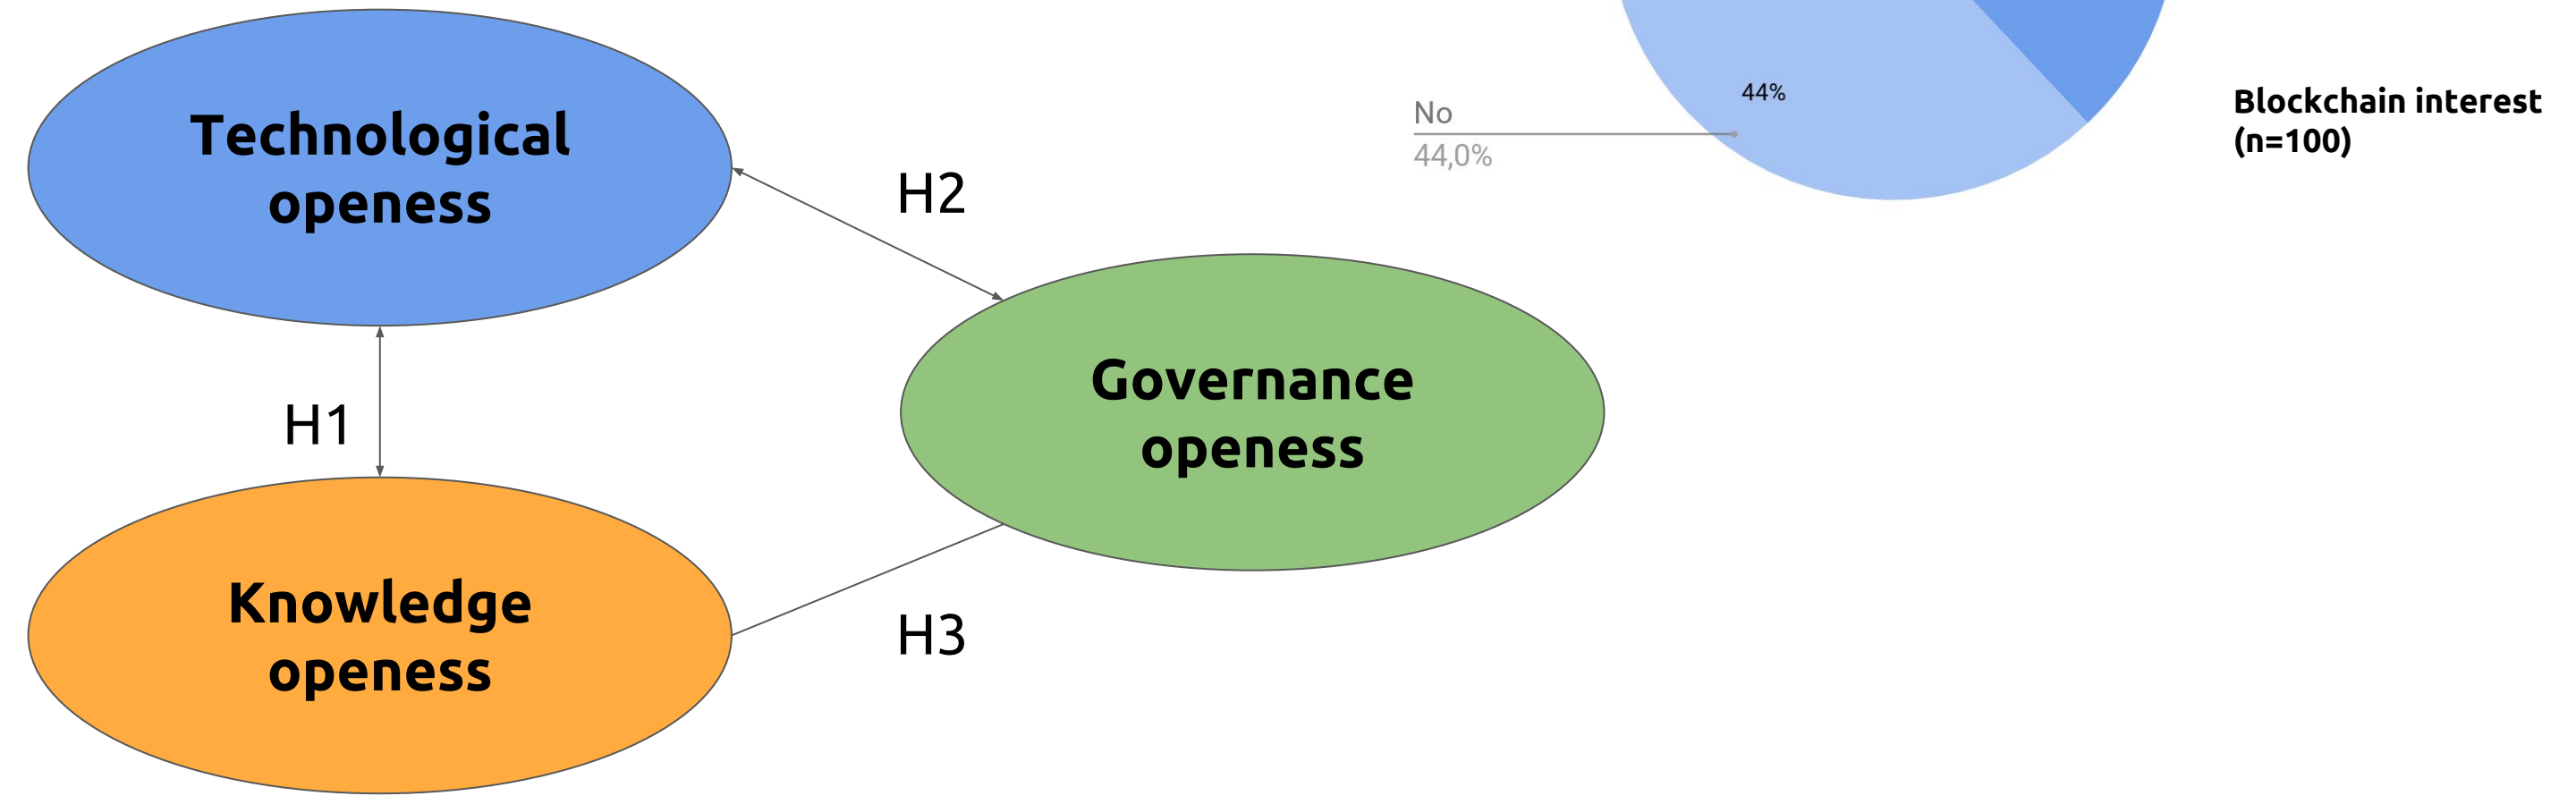 Technological
openess
H2
H1
Governance
openess
Knowledge
openess
H3
44%
No
44,0%
Blockchain interest
(n=100)